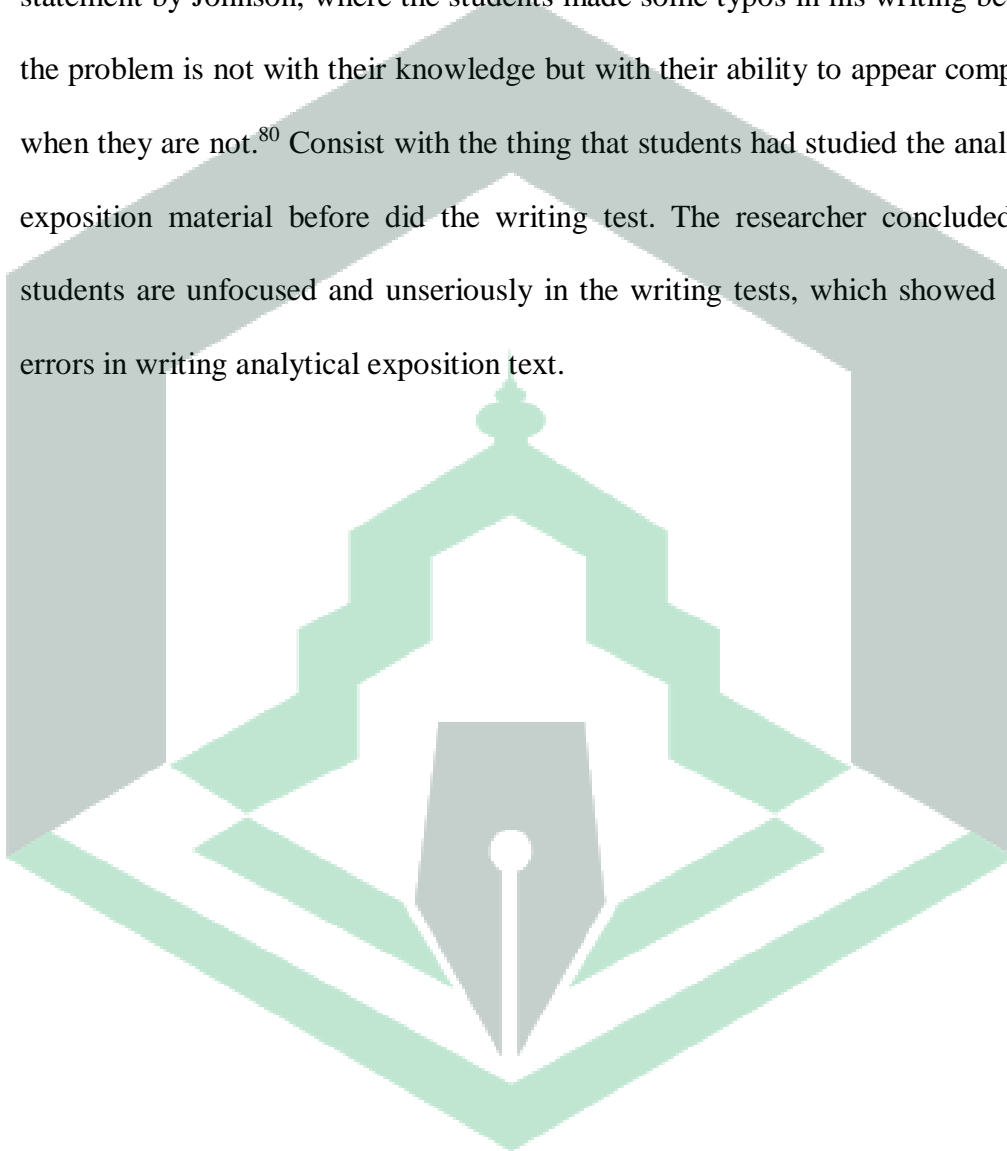 statement by Johnson, where the students made some typos in his writing
the problem is not with their knowledge but with their ability to appear
when they are not.80 Consist with the thing that students had studied the
exposition material before did the writing test. The researcher concluded
students are unfocused and unseriously in the writing tests, which showed
errors in writing analytical exposition text.